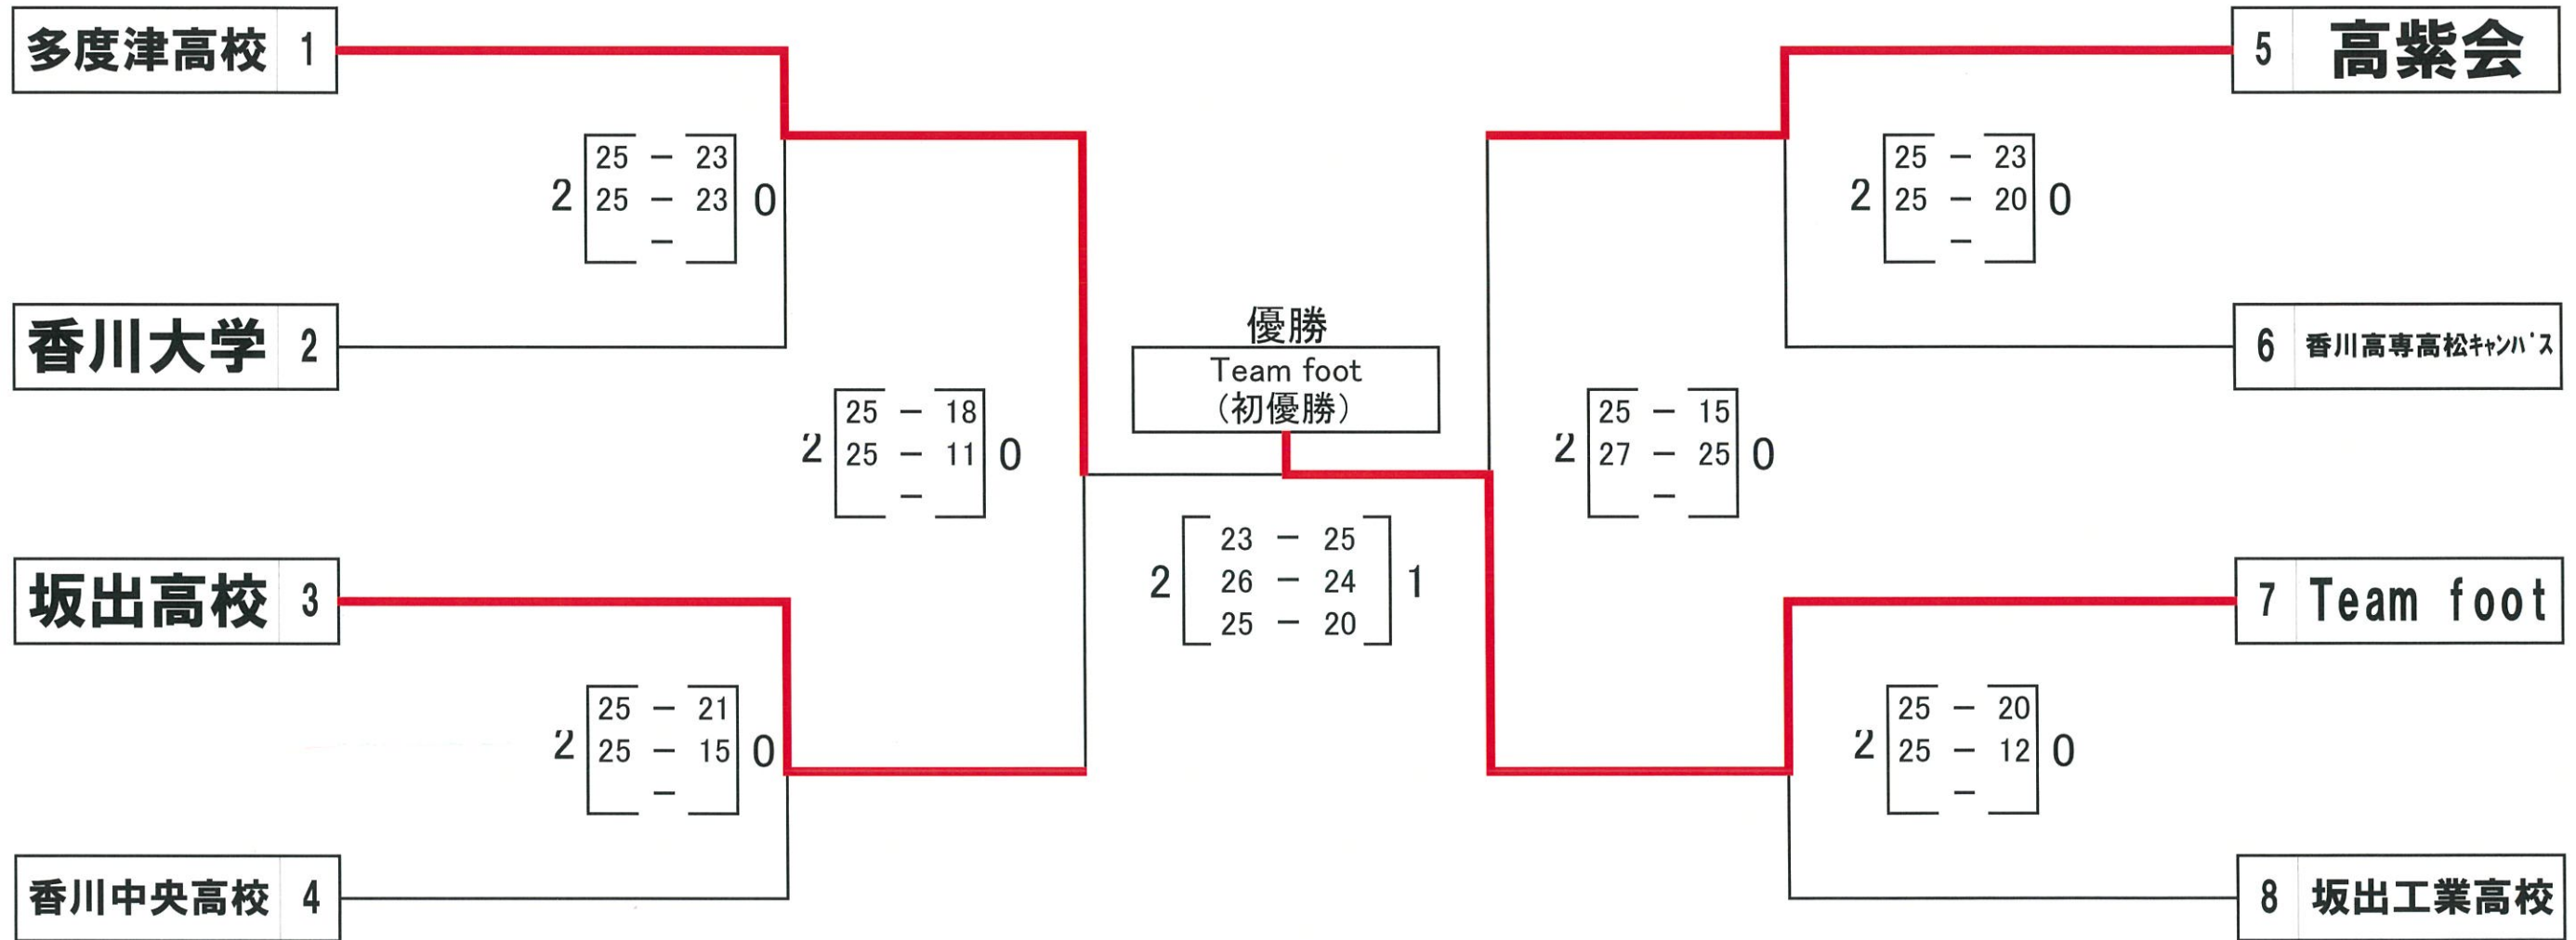 多度津高校 1
5 高紫会
25 － 23
2 25 － 23 0
－
25 － 23
2 25 － 20 0
－
香川大学 2
優勝
Team foot
（初優勝）
6 香川高専高松ｷｬﾝﾊﾟｽ
25 － 18
2 25 － 11 0
－
25 － 15
2 27 － 25 0
－
23 － 25
2 26 － 24 1
25 － 20
坂出高校 3
7 Team foot
25 － 21
2 25 － 15 0
－
25 － 20
2 25 － 12 0
－
香川中央高校 4
8 坂出工業高校